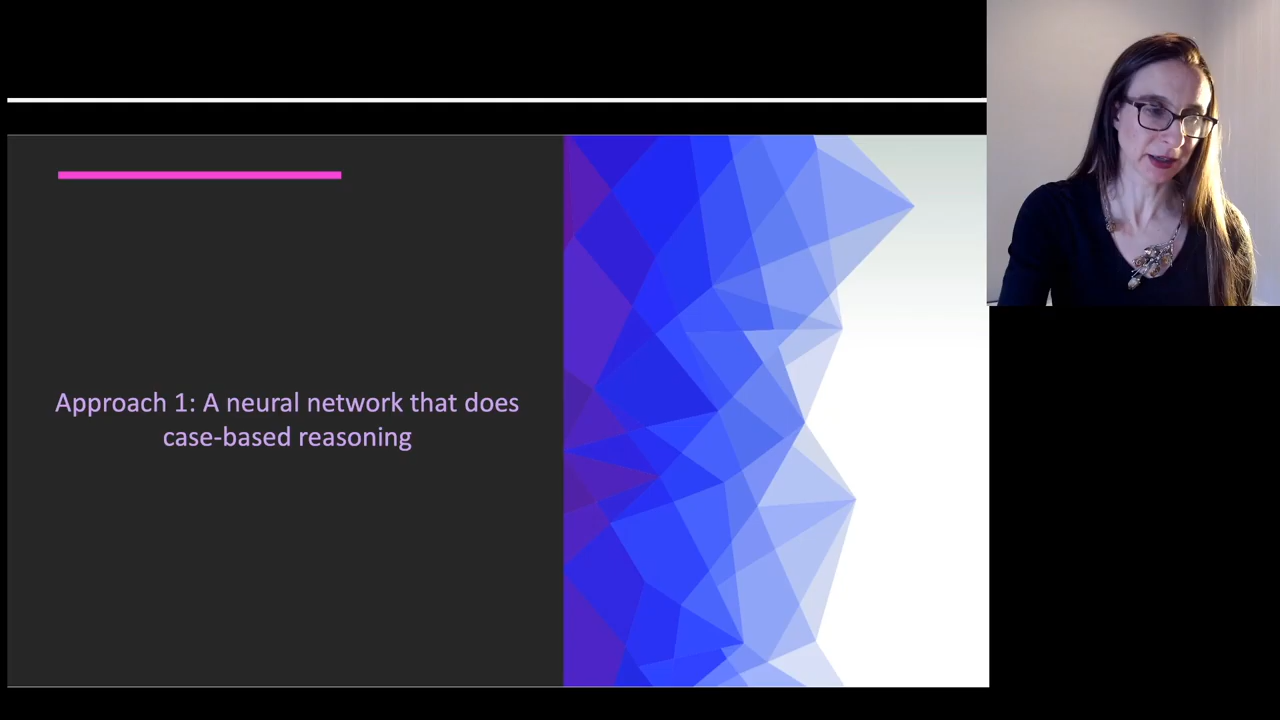 Approach 1: A neural network that does
case-based reasoning